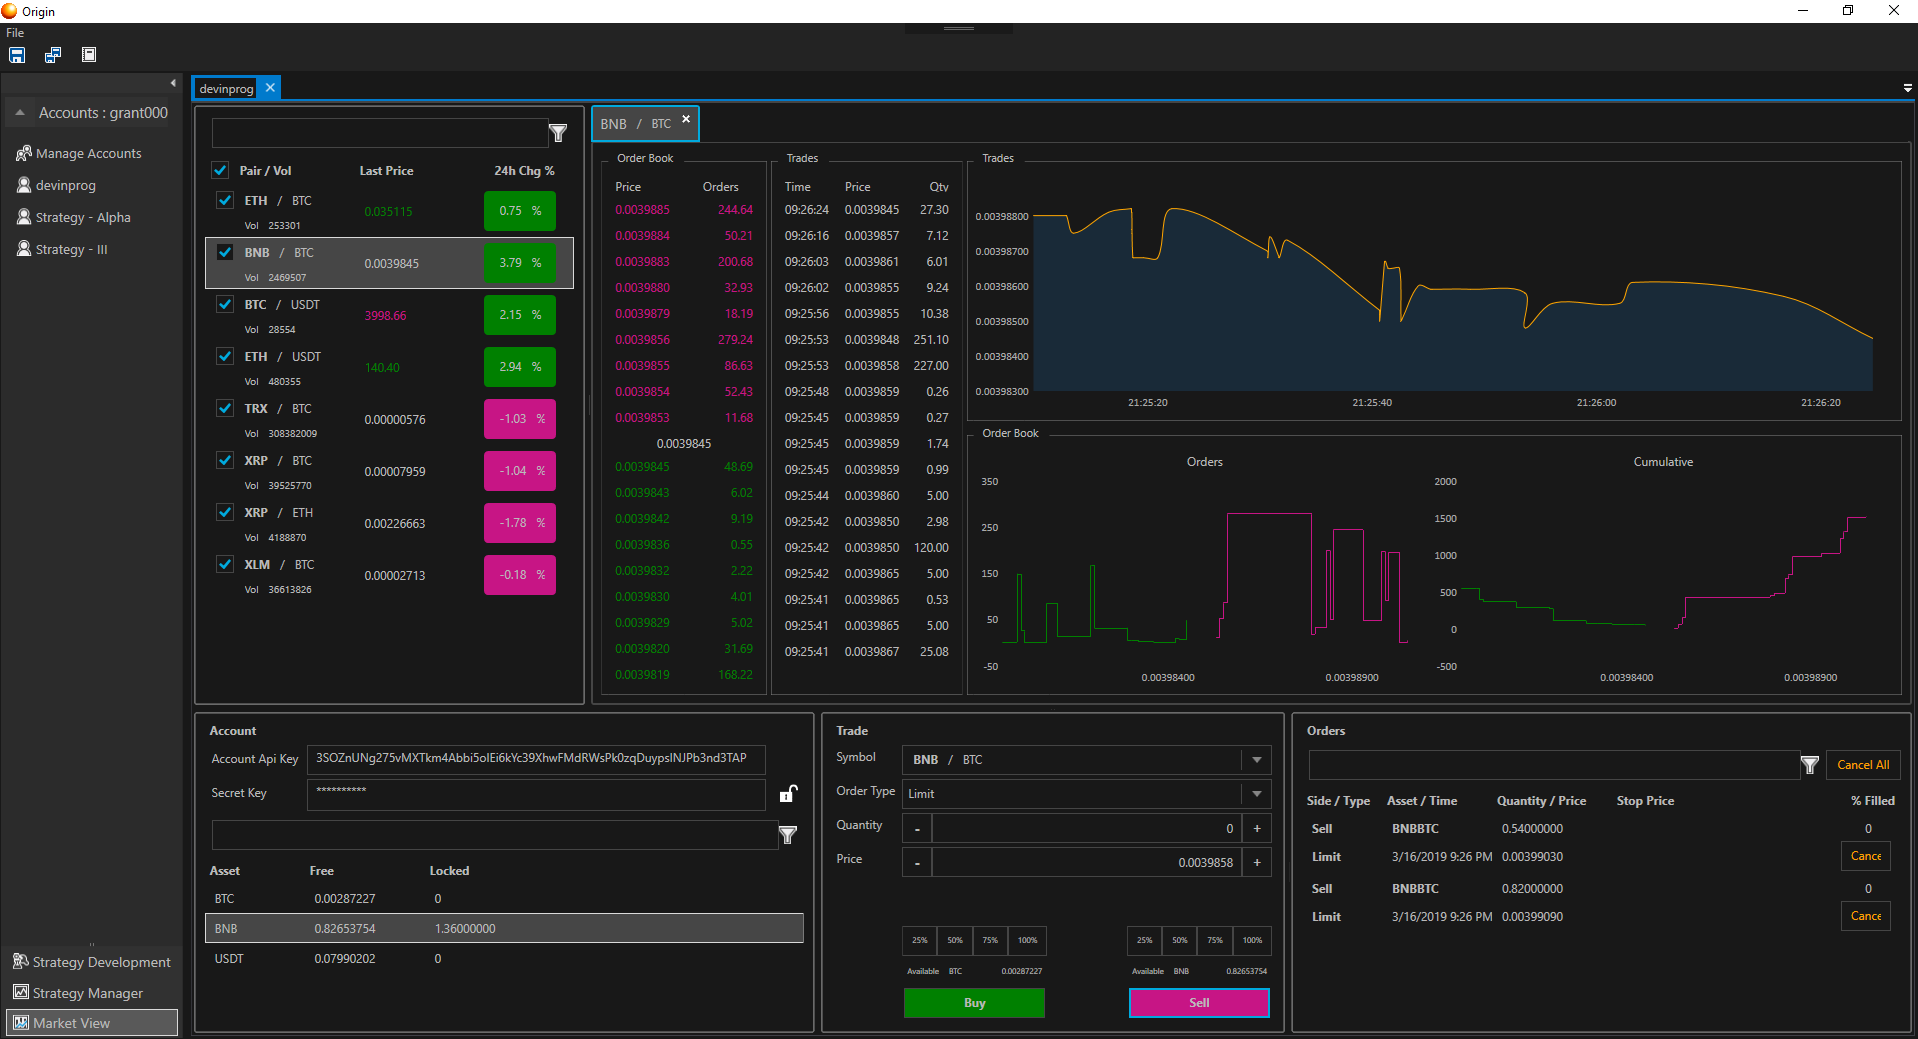 Origin
File
Accounts : grant000
Manage Accounts
devinprog
Strategy - Alpha
Strategy - III
Strategy Development
Strategy Manager
Market View
devinprog
Pair / Vol Last Price 24h Chg %
ETH / BTC 0.035115 0.75 %
Vol 253301
BNB / BTC 0.0039845 3.79 %
Vol 2469507
BTC / USDT 3998.66 2.15 %
Vol 28554
ETH / USDT 140.40 2.94 %
Vol 480355
TRX / BTC 0.00000576 -1.03 %
Vol 308382009
XRP / BTC 0.00007959 -1.04 %
Vol 39525770
XRP / ETH 0.00226663 -1.78 %
Vol 4188870
XLM / BTC 0.00002713 -0.18 %
Vol 36613826
BNB / BTC
Order Book
Price Orders
0.0039885 244.64
0.0039884 50.21
0.0039883 200.68
0.0039880 32.93
0.0039879 18.19
0.0039856 279.24
0.0039855 86.63
0.0039854 52.43
0.0039853 11.68
0.0039845
0.0039845 48.69
0.0039843 6.02
0.0039842 9.19
0.0039836 0.55
0.0039832 2.22
0.0039830 4.01
0.0039829 5.02
0.0039820 31.69
0.0039819 168.22
Trades
Time Price Qty
09:26:24 0.0039845 27.30
09:26:16 0.0039857 7.12
09:26:03 0.0039861 6.01
09:26:02 0.0039855 9.24
09:25:56 0.0039855 10.38
09:25:53 0.0039848 251.10
09:25:53 0.0039858 227.00
09:25:48 0.0039859 0.26
09:25:45 0.0039859 0.27
09:25:45 0.0039859 1.74
09:25:45 0.0039859 0.99
09:25:44 0.0039860 5.00
09:25:42 0.0039850 2.98
09:25:42 0.0039850 120.00
09:25:42 0.0039865 5.00
09:25:41 0.0039865 0.53
09:25:41 0.0039865 5.00
09:25:41 0.0039867 25.08
Trades
0.00398800
0.00398700
0.00398600
0.00398500
0.00398400
0.00398300
21:25:20 21:25:40 21:26:00 21:26:20
Order Book
Orders
350
250
150
50
-50
0.00398400 0.00398900
Cumulative
2000
1500
1000
500
0
-500
0.00398400 0.00398900
Account
Account Api Key 3SOZnUNg275vMXTkm4Abbi5oIEi6kYc39XhwFMdRWsPk0zqDuypsINJPb3nd3TAP
Secret Key **********
Asset Free Locked
BTC 0.00287227 0
BNB 0.82653754 1.36000000
USDT 0.07990202 0
Trade
Symbol BNB / BTC
Order Type Limit
Quantity - 0 +
Price - 0.0039858 +
25% 50% 75% 100% 25% 50% 75% 100%
Available BTC 0.00287227 Available BNB 0.82653754
Buy Sell
Orders
Cancel All
Side / Type Asset / Time Quantity / Price Stop Price % Filled
Sell BNBBTC 0.54000000 0
Limit 3/16/2019 9:26 PM 0.00399030 Cance
Sell BNBBTC 0.82000000 0
Limit 3/16/2019 9:26 PM 0.00399090 Cance